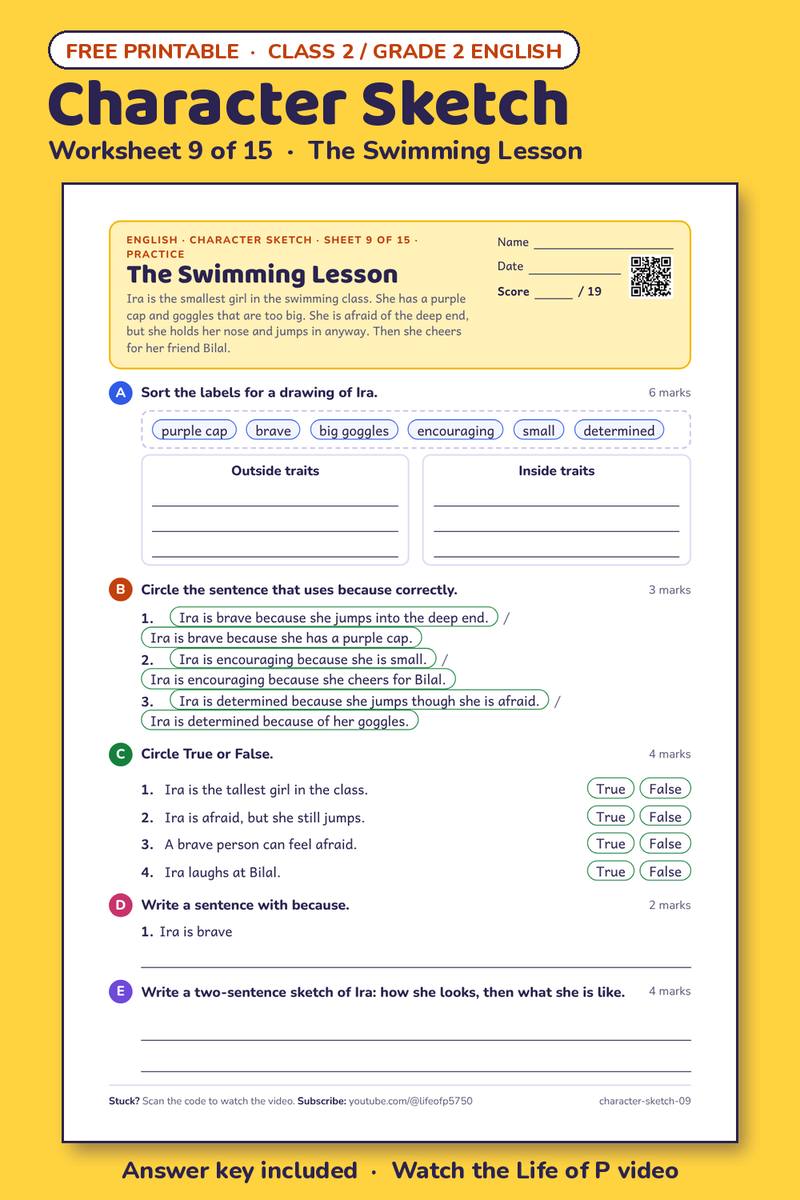 FREE PRINTABLE · CLASS 2 / GRADE 2 ENGLISH
Character Sketch
Worksheet 9 of 15 · The Swimming Lesson
ENGLISH · CHARACTER SKETCH · SHEET 9 OF 15 ·
PRACTICE
The Swimming Lesson
Ira is the smallest girl in the swimming class. She has a purple
cap and goggles that are too big. She is afraid of the deep end,
but she holds her nose and jumps in anyway. Then she cheers
for her friend Bilal.
Name
Date
Score / 19
A Sort the labels for a drawing of Ira. 6 marks
purple cap brave big goggles encouraging small determined
Outside traits Inside traits
B Circle the sentence that uses because correctly. 3 marks
1. Ira is brave because she jumps into the deep end. /
Ira is brave because she has a purple cap.
2. Ira is encouraging because she is small. /
Ira is encouraging because she cheers for Bilal.
3. Ira is determined because she jumps though she is afraid. /
Ira is determined because of her goggles.
C Circle True or False. 4 marks
1. Ira is the tallest girl in the class. True False
2. Ira is afraid, but she still jumps. True False
3. A brave person can feel afraid. True False
4. Ira laughs at Bilal. True False
D Write a sentence with because. 2 marks
1. Ira is brave
E Write a two-sentence sketch of Ira: how she looks, then what she is like. 4 marks
Stuck? Scan the code to watch the video. Subscribe: youtube.com/@lifeofp5750 character-sketch-09
Answer key included · Watch the Life of P video